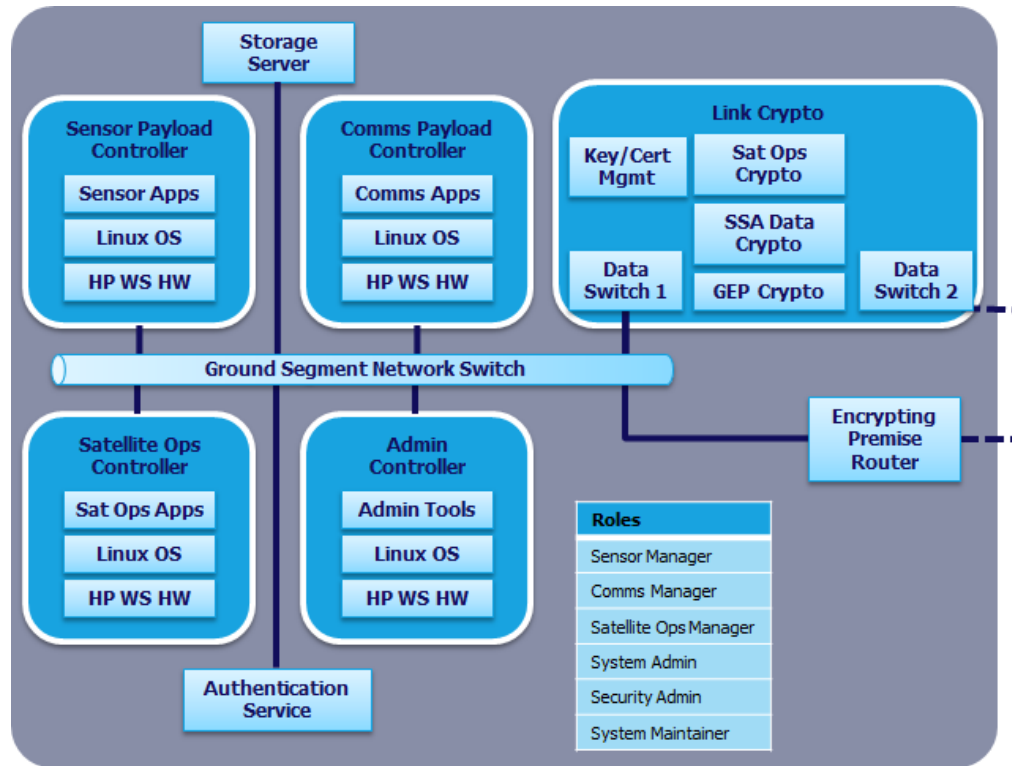 Storage
Server
Sensor Payload
Controller
Sensor Apps
Linux OS
HP WS HW
Comms Payload
Controller
Comms Apps
Linux OS
HP WS HW
Link Crypto
Key/Cert
Mgmt
Sat Ops
Crypto
SSA Data
Crypto
Data
Switch 1
GEP Crypto
Data
Switch 2
Ground Segment Network Switch
Satellite Ops
Controller
Sat Ops Apps
Linux OS
HP WS HW
Admin
Controller
Admin Tools
Linux OS
HP WS HW
Encrypting
Premise
Router
Roles
Sensor Manager
Comms Manager
Satellite Ops Manager
System Admin
Security Admin
System Maintainer
Authentication
Service